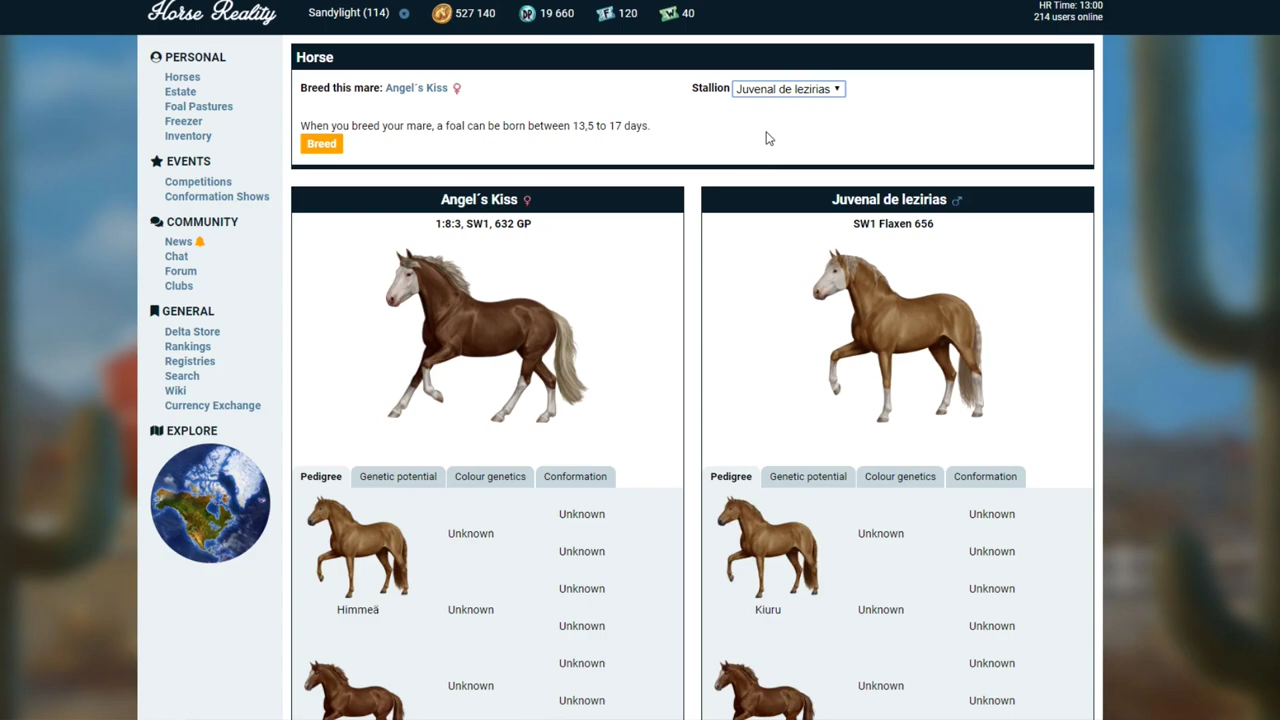 Horse Reality
Sandylight (114)
527 140
DP
19 660
120
40
HR Time: 13:00
214 users online
PERSONAL
Horses
Estate
Foal Pastures
Freezer
Inventory
EVENTS
Competitions
Conformation Shows
COMMUNITY
News
Chat
Forum
Clubs
GENERAL
Delta Store
Rankings
Registries
Search
Wiki
Currency Exchange
EXPLORE
Horse
Breed this mare: Angel´s Kiss ♀
Stallion Juvenal de lezirias
When you breed your mare, a foal can be born between 13,5 to 17 days.
Breed
Angel´s Kiss ♀
1:8:3, SW1, 632 GP
Pedigree Genetic potential Colour genetics Conformation
Unknown
Unknown
Unknown
Unknown
Himmeä
Unknown
Unknown
Unknown
Unknown
Unknown
Juvenal de lezirias ♂
SW1 Flaxen 656
Pedigree Genetic potential Colour genetics Conformation
Unknown
Unknown
Unknown
Unknown
Kiuru
Unknown
Unknown
Unknown
Unknown
Unknown